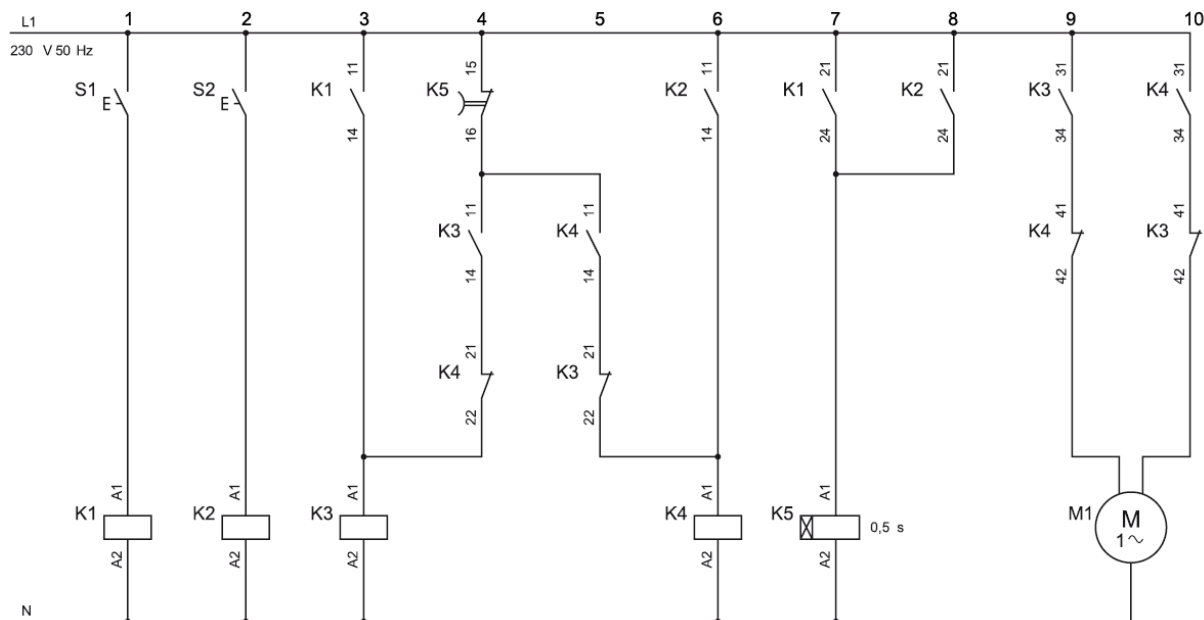 L1 1 2 3 4 5 6 7 8 9 10
230 V 50 Hz
11 15 11 21 21 31 31
S1 E S2 E K1 K5 K2 K1 K2 K3 K4
14 16 14 24 24 34 34
11 11 41 41
K3 K4 K4 K3
14 14 42 42
21 21
K4 K3
22 22
A1 A1 A1 A1 A1
K1 K2 K3 K4 K5 0,5 s M1 M
1~
A2 A2 A2 A2 A2
N